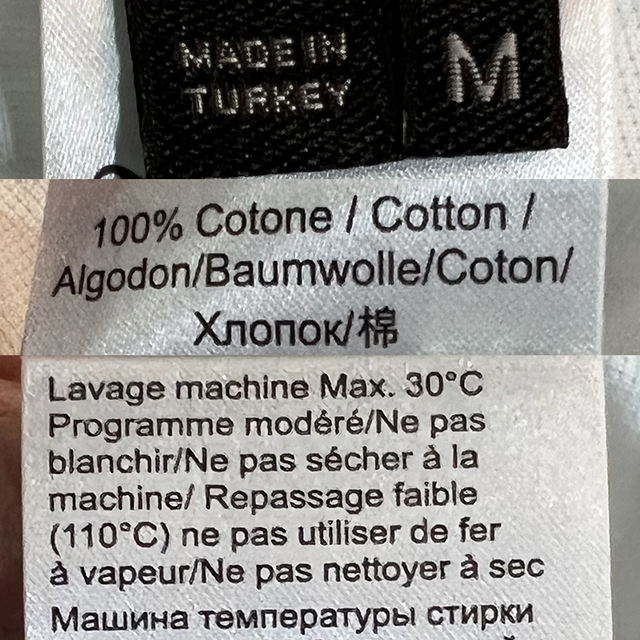 MADE IN
TURKEY
M
100% Cotone / Cotton /
Algodon/Baumwolle/Coton/
Хлопок/棉
Lavage machine Max. 30°C
Programme modéré/Ne pas
blanchir/Ne pas sécher à la
machine/ Repassage faible
(110°C) ne pas utiliser de fer
à vapeur/Ne pas nettoyer à sec
Машина температуры стирки